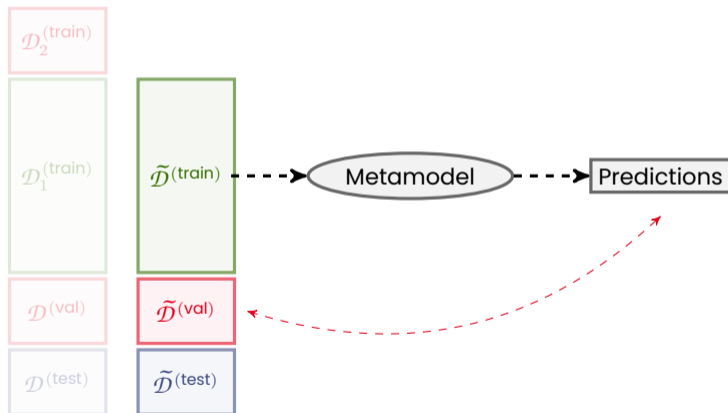 𝒟₂^(train)
𝒟₁^(train)
𝒟̃^(train)
Metamodel
Predictions
𝒟^(val)
𝒟̃^(val)
𝒟^(test)
𝒟̃^(test)